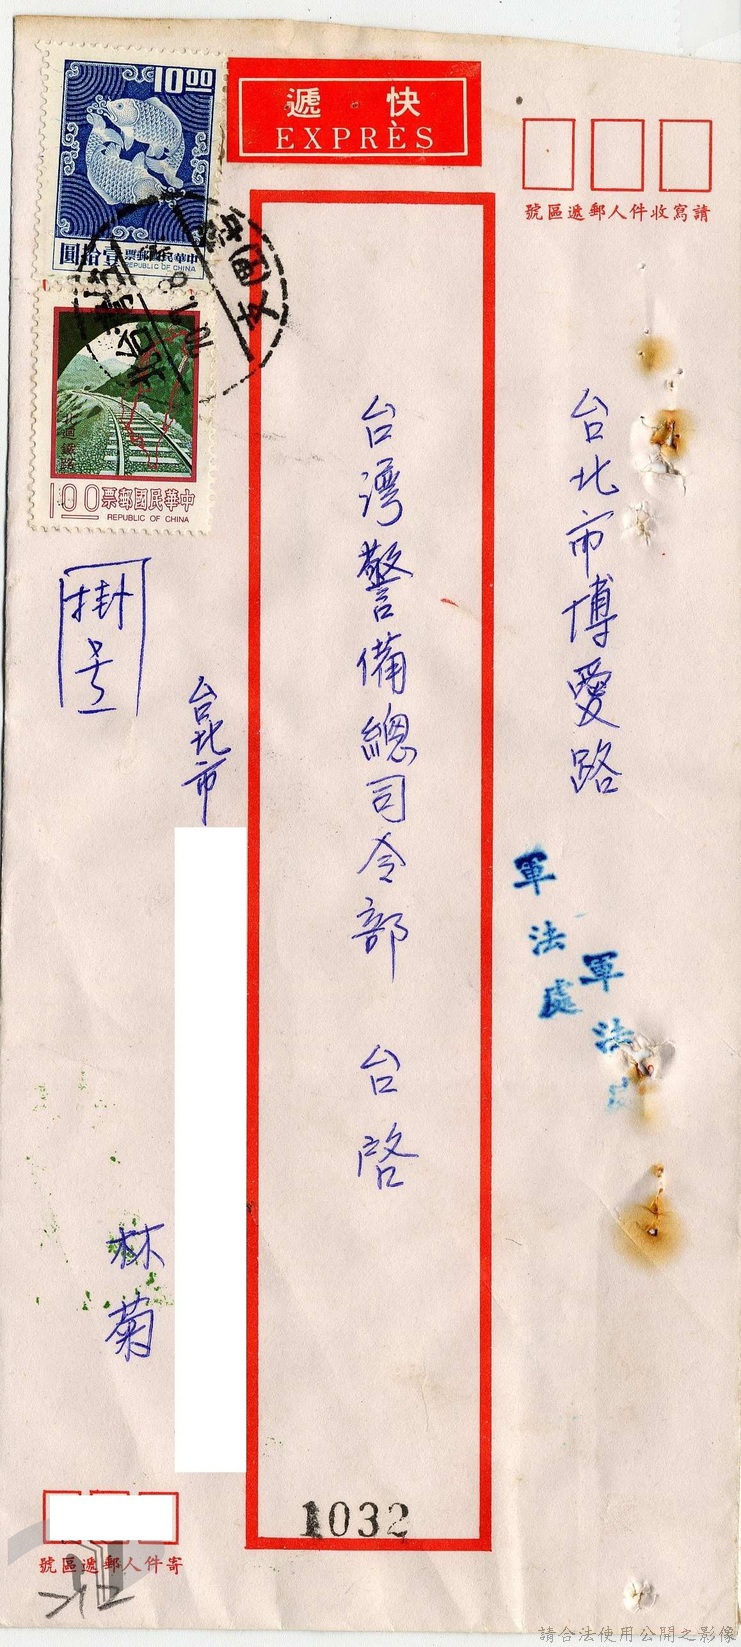 10.00
中華民國郵票 壹拾圓
REPUBLIC OF CHINA
1.00
中華民國郵票
REPUBLIC OF CHINA
北迴鐵路
快遞
EXPRÈS
請寫收件人郵遞區號
台北市博愛路
軍法處
軍法處
台灣警備總司令部 台啓
掛号
台北市
林菊
1032
寄件人郵遞區號
請合法使用公開之影像